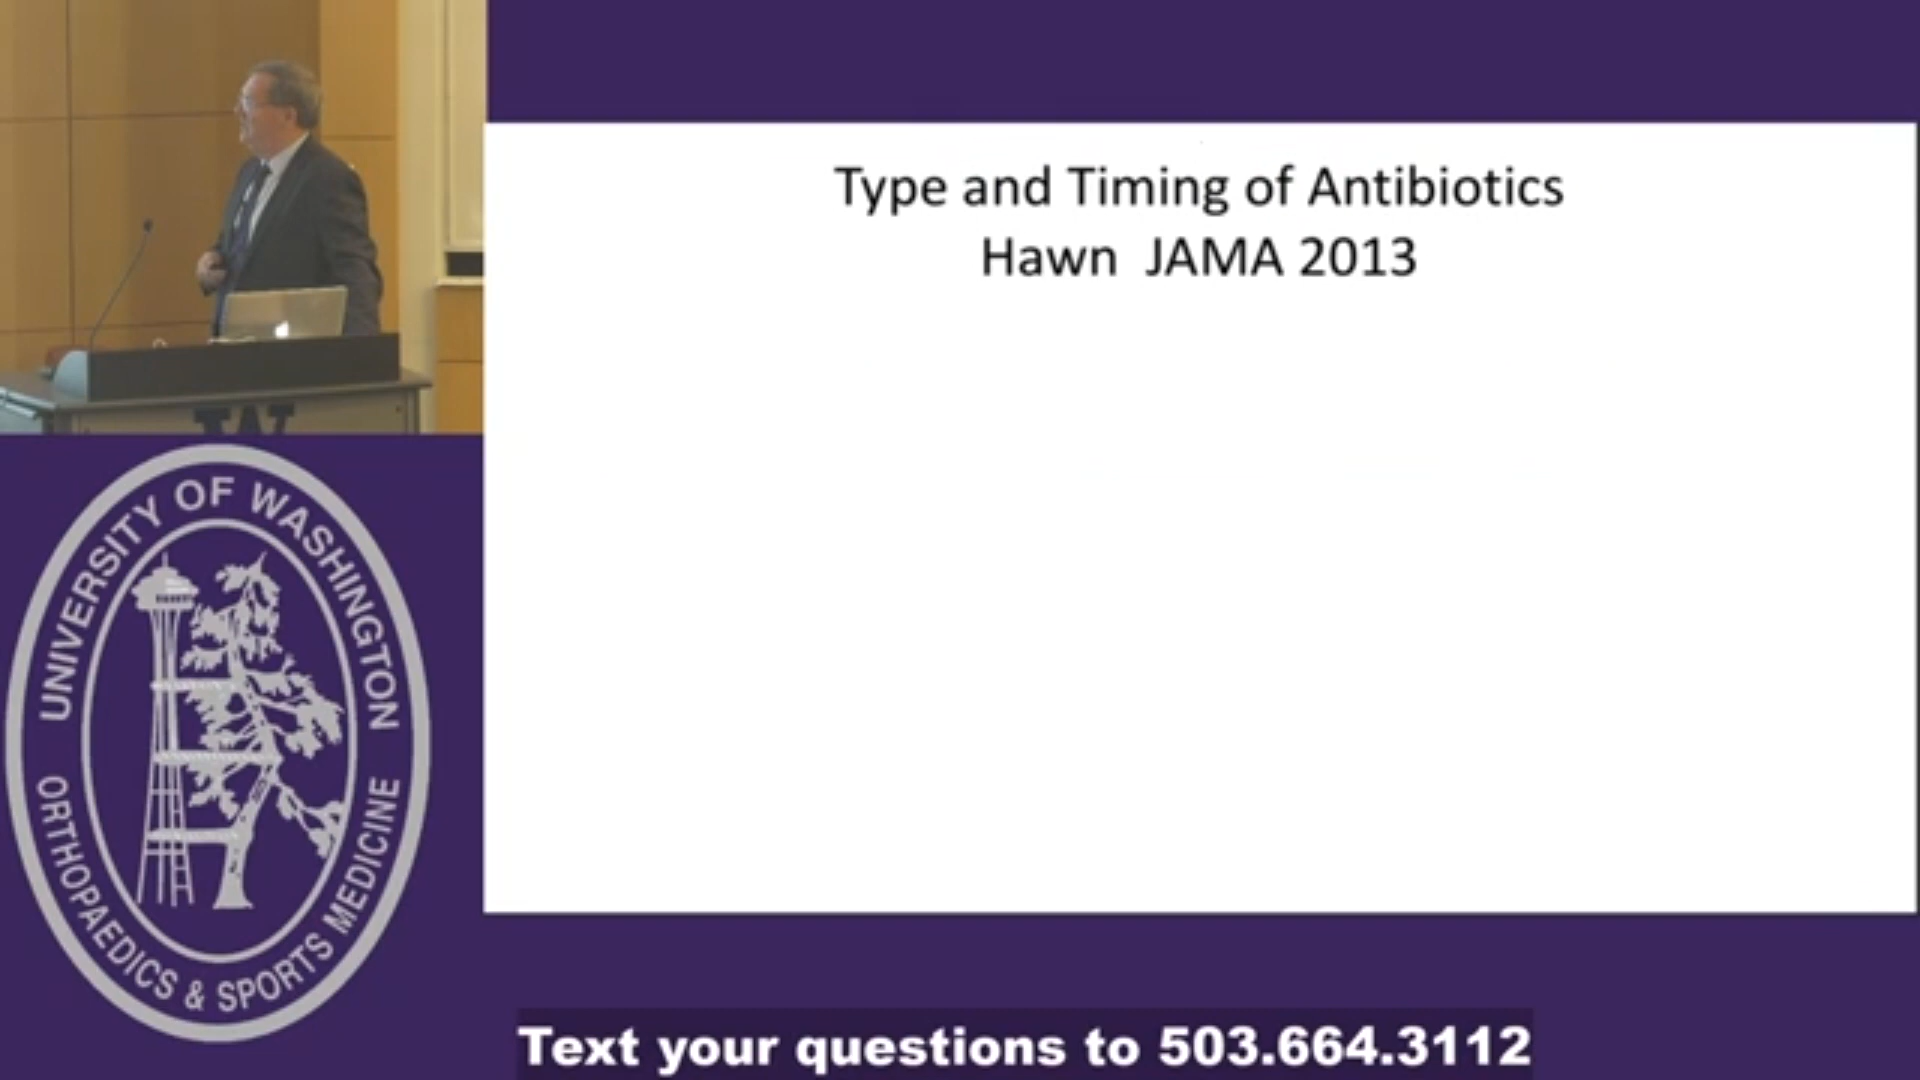 Type and Timing of Antibiotics
Hawn JAMA 2013
UNIVERSITY OF WASHINGTON
ORTHOPAEDICS & SPORTS MEDICINE
Text your questions to 503.664.3112